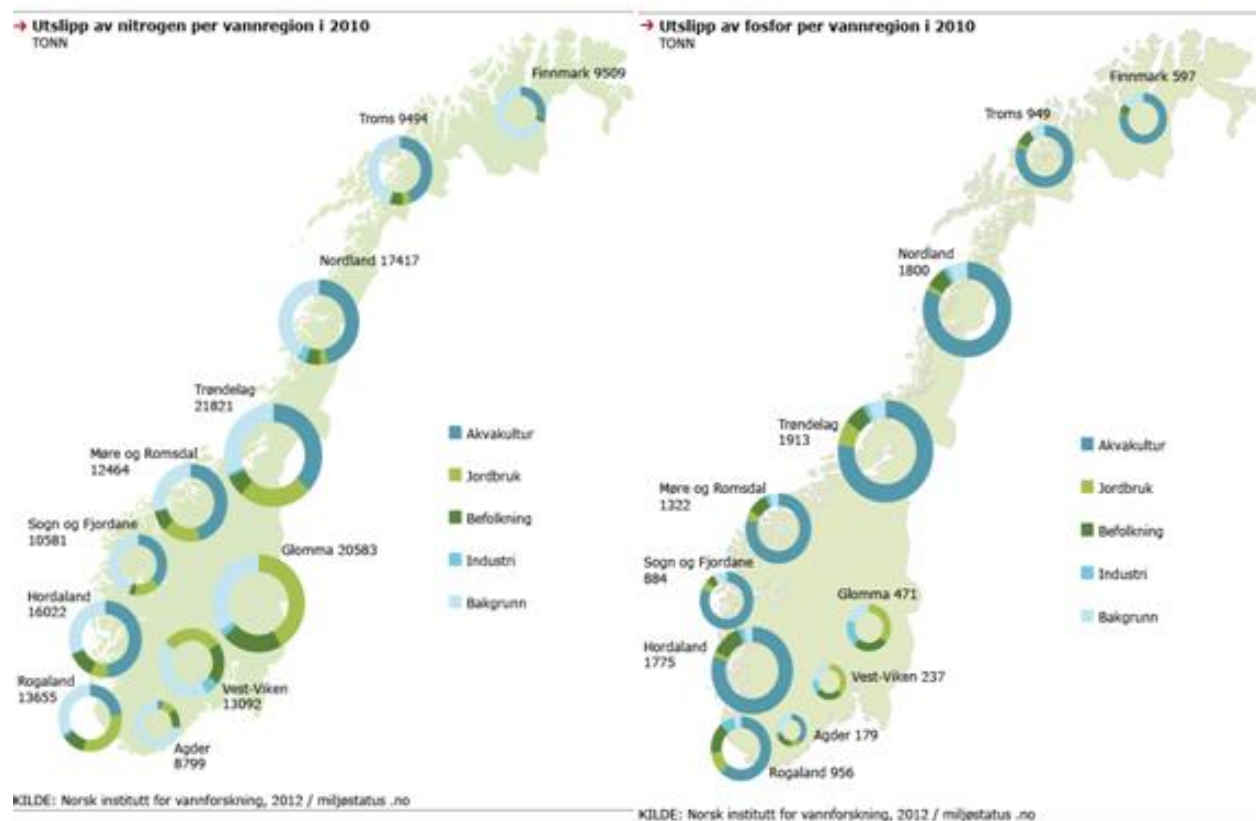 → Utslipp av nitrogen per vannregion i 2010
TONN
Finnmark 9509
Troms 9494
Nordland 17417
Trøndelag
21821
Møre og Romsdal
12464
Sogn og Fjordane
10581
Glomma 20583
Hordaland
16022
Rogaland
13655
Vest-Viken
13092
Agder
8799
Akvakultur
Jordbruk
Befolkning
Industri
Bakgrunn
KILDE: Norsk institutt for vannforskning, 2012 / miljøstatus .no
→ Utslipp av fosfor per vannregion i 2010
TONN
Finnmark 597
Troms 949
Nordland
1800
Trøndelag
1913
Møre og Romsdal
1322
Sogn og Fjordane
884
Glomma 471
Hordaland
1775
Vest-Viken 237
Agder 179
Rogaland 956
Akvakultur
Jordbruk
Befolkning
Industri
Bakgrunn
KILDE: Norsk institutt for vannforskning, 2012 / miljøstatus .no